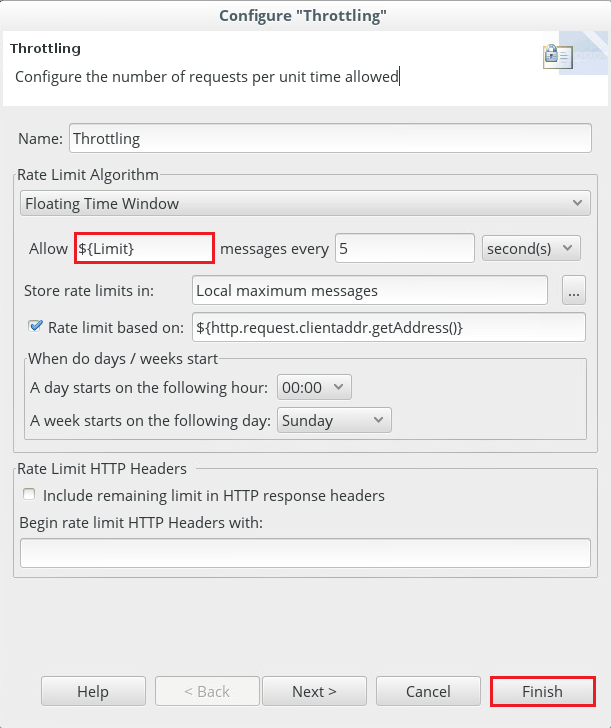 Configure "Throttling"
Throttling
Configure the number of requests per unit time allowed
Name: Throttling
Rate Limit Algorithm
Floating Time Window
Allow ${Limit} messages every 5 second(s)
Store rate limits in: Local maximum messages ...
Rate limit based on: ${http.request.clientaddr.getAddress()}
When do days / weeks start
A day starts on the following hour: 00:00
A week starts on the following day: Sunday
Rate Limit HTTP Headers
Include remaining limit in HTTP response headers
Begin rate limit HTTP Headers with:
Help < Back Next > Cancel Finish